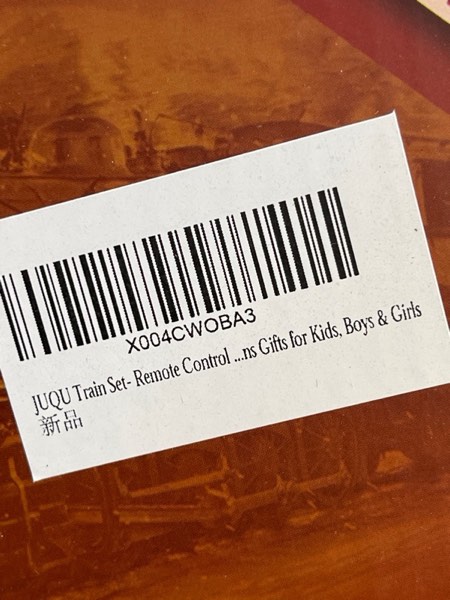 X004CWOBA3
JUQU Train Set- Remote Control ...ns Gifts for Kids, Boys & Girls
新品